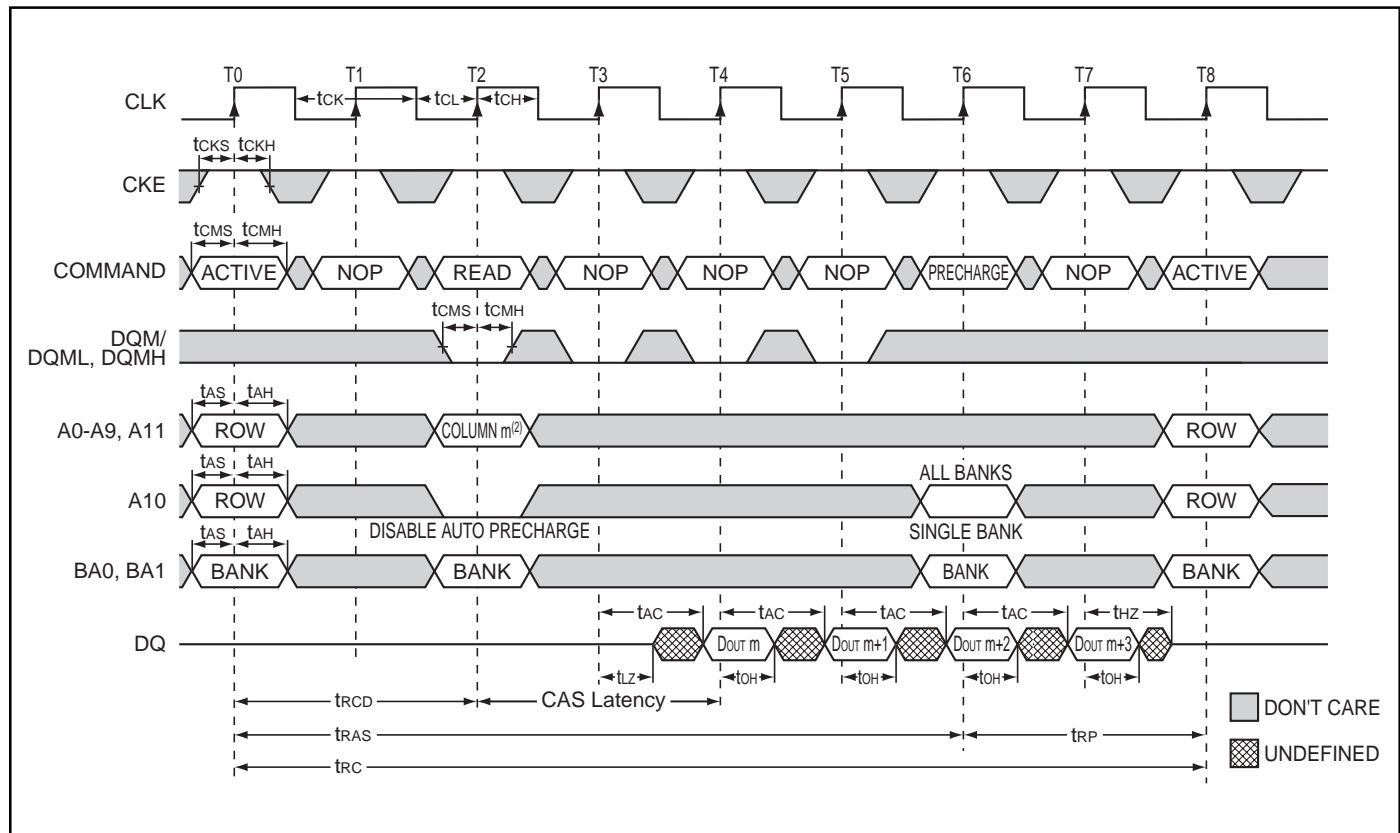 T0 T1 T2 T3 T4 T5 T6 T7 T8
CLK
tCK tCL tCH
tCKS tCKH
CKE
tCMS tCMH
COMMAND ACTIVE NOP READ NOP NOP NOP PRECHARGE NOP ACTIVE
tCMS tCMH
DQM/
DQML, DQMH
tAS tAH
A0-A9, A11 ROW COLUMN m(2) ROW
tAS tAH ALL BANKS
A10 ROW ROW
DISABLE AUTO PRECHARGE SINGLE BANK
tAS tAH
BA0, BA1 BANK BANK BANK BANK
tAC tAC tAC tAC tHZ
DQ DOUT m DOUT m+1 DOUT m+2 DOUT m+3
tLZ tOH tOH tOH tOH
tRCD CAS Latency
DON'T CARE
tRAS tRP
UNDEFINED
tRC